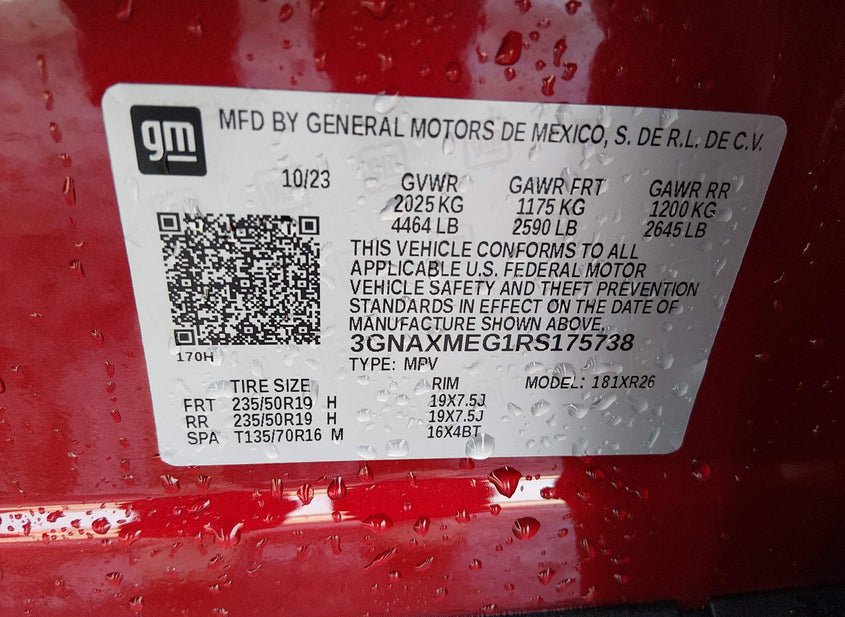 gm MFD BY GENERAL MOTORS DE MEXICO, S. DE R.L. DE C.V.
10/23 GVWR GAWR FRT GAWR RR
2025 KG 1175 KG 1200 KG
4464 LB 2590 LB 2645 LB
THIS VEHICLE CONFORMS TO ALL
APPLICABLE U.S. FEDERAL MOTOR
VEHICLE SAFETY AND THEFT PREVENTION
STANDARDS IN EFFECT ON THE DATE OF
MANUFACTURE SHOWN ABOVE.
170H 3GNAXMEG1RS175738
TYPE: MPV MODEL: 181XR26
TIRE SIZE RIM
FRT 235/50R19 H 19X7.5J
RR 235/50R19 H 19X7.5J
SPA T135/70R16 M 16X4BT